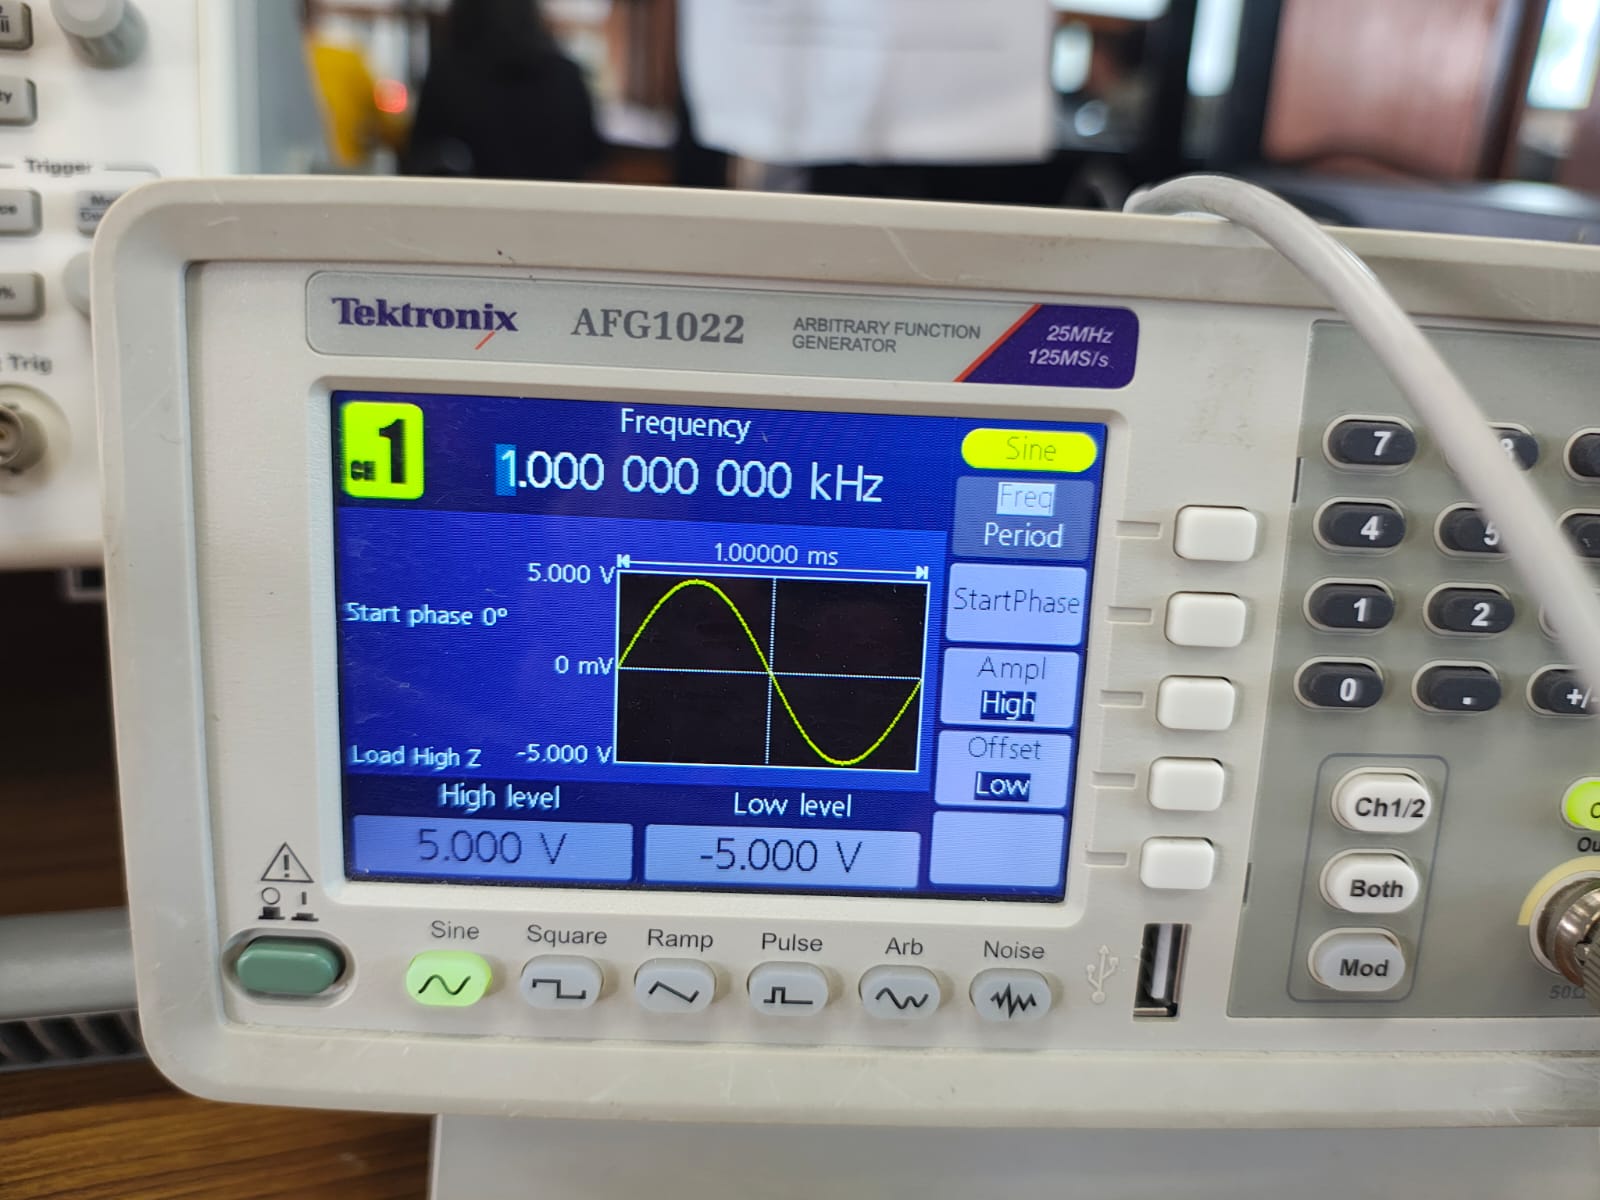 Trigger
Trig
Tektronix AFG1022 ARBITRARY FUNCTION GENERATOR 25MHz 125MS/s
CH 1
Frequency
1.000 000 000 kHz
Sine
Freq
Period
StartPhase
Ampl
High
Offset
Low
1.00000 ms
5.000 V
Start phase 0°
0 mV
Load High Z -5.000 V
High level Low level
5.000 V -5.000 V
Sine Square Ramp Pulse Arb Noise
7
4 5
1 2
0 . +/-
Ch1/2
Both
Mod
50Ω